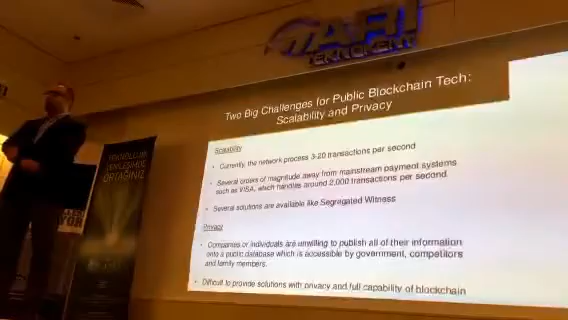 TEKNOKENT
Two Big Challenges for Public Blockchain Tech:
Scalability and Privacy
Scalability
• Currently, the network process 3-20 transactions per second
• Several orders of magnitude away from mainstream payment systems
such as VISA, which handles around 2,000 transactions per second.
• Several solutions are available like Segregated Witness
Privacy
• Companies or individuals are unwilling to publish all of their information
onto a public database which is accessible by government, competitors
and family members.
• Difficult to provide solutions with privacy and full capability of blockchain
ORTAĞINIZ